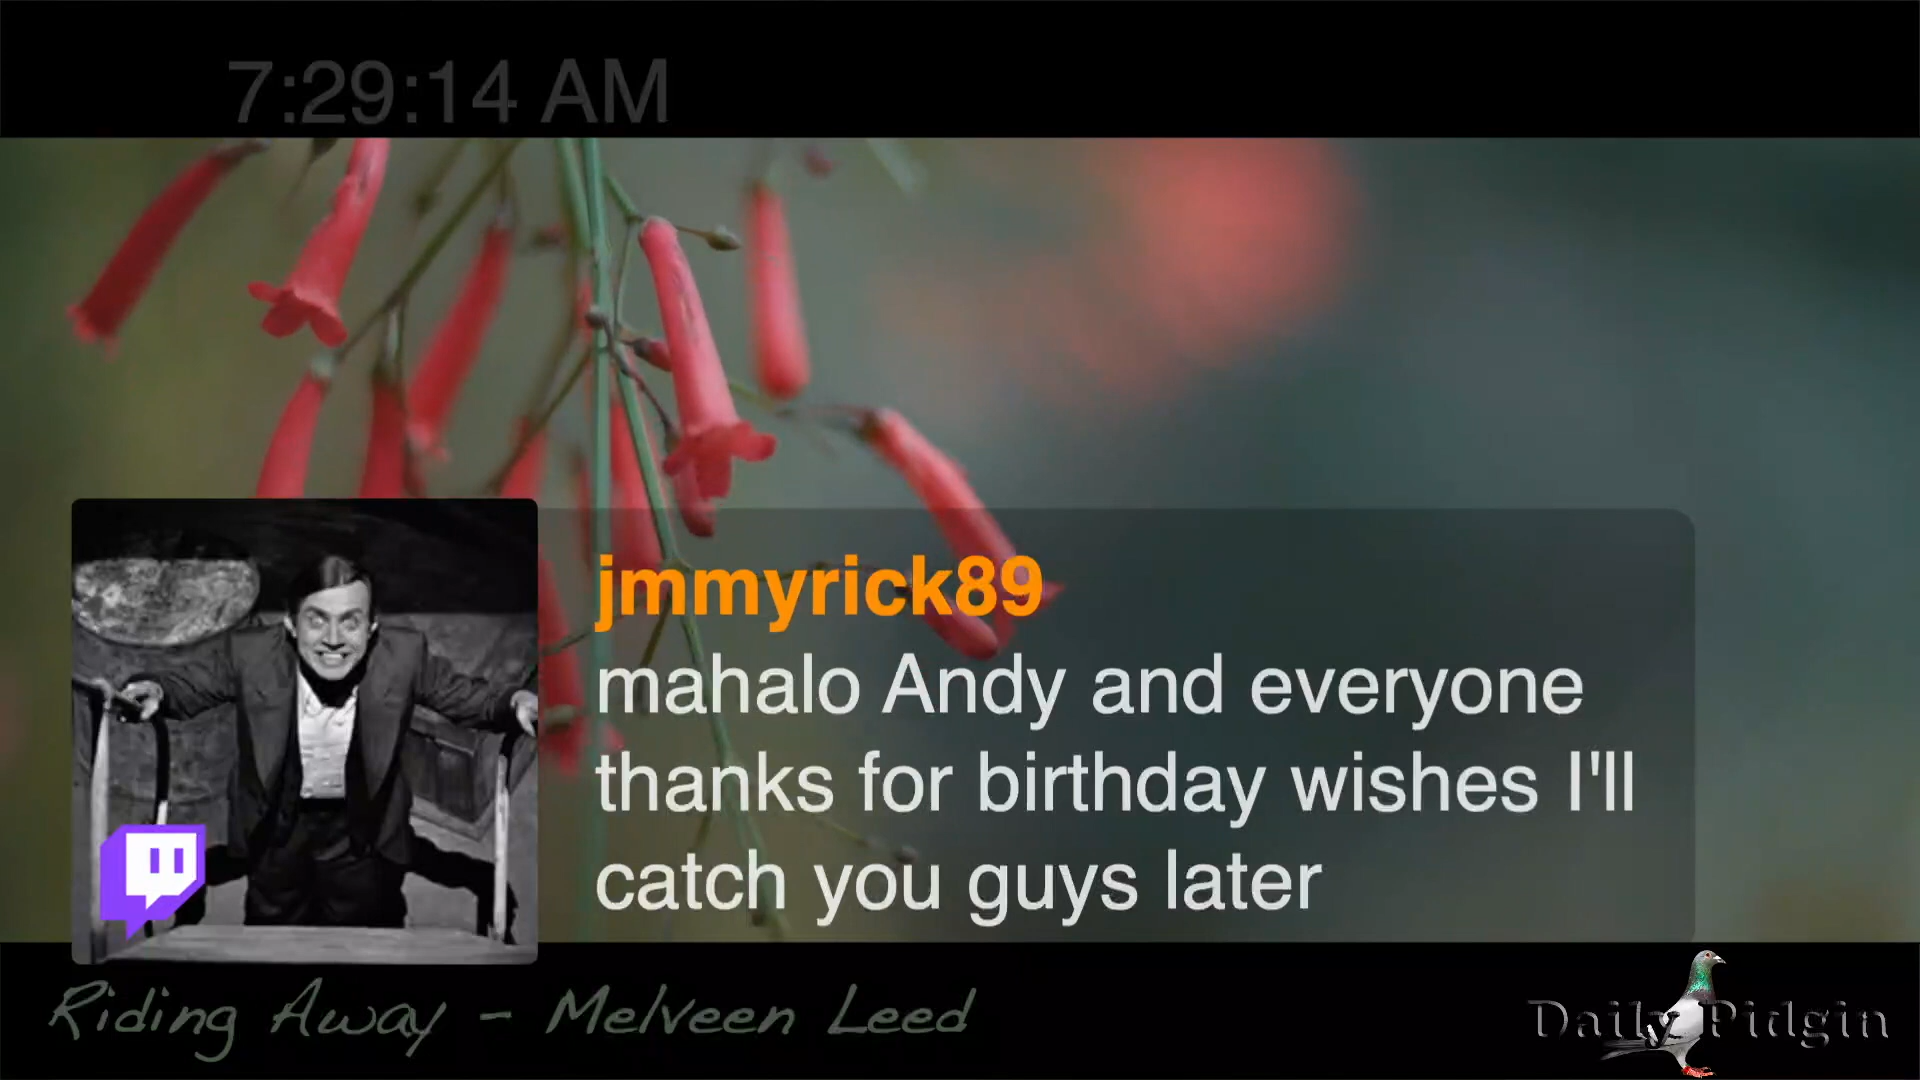 7:29:14 AM
jmmyrick89
mahalo Andy and everyone
thanks for birthday wishes I'll
catch you guys later
Riding Away - Melveen Leed
Daily Pidgin